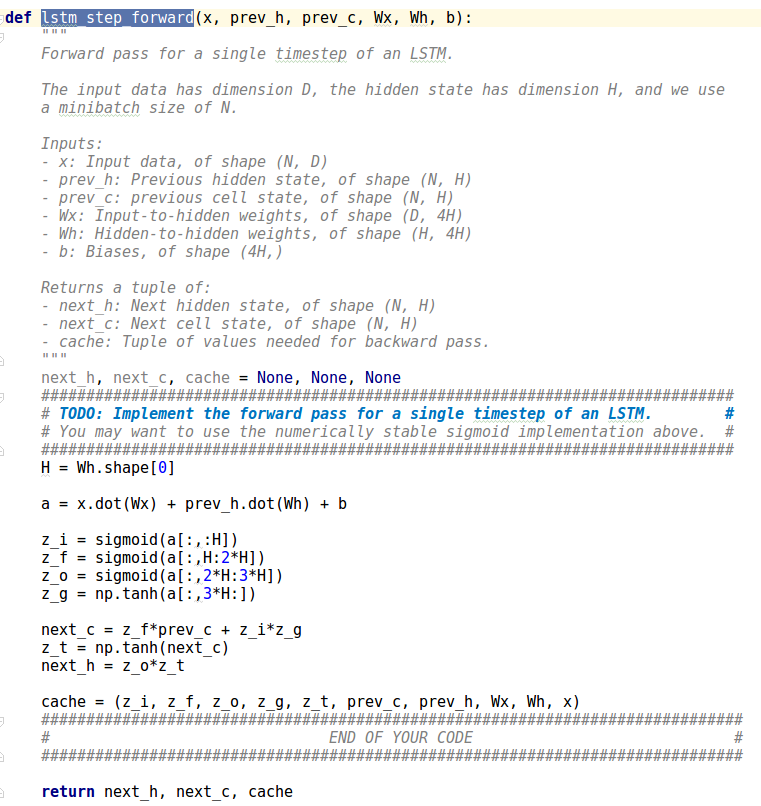 def lstm_step_forward(x, prev_h, prev_c, Wx, Wh, b):
    """
    Forward pass for a single timestep of an LSTM.

    The input data has dimension D, the hidden state has dimension H, and we use
    a minibatch size of N.

    Inputs:
    - x: Input data, of shape (N, D)
    - prev_h: Previous hidden state, of shape (N, H)
    - prev_c: previous cell state, of shape (N, H)
    - Wx: Input-to-hidden weights, of shape (D, 4H)
    - Wh: Hidden-to-hidden weights, of shape (H, 4H)
    - b: Biases, of shape (4H,)

    Returns a tuple of:
    - next_h: Next hidden state, of shape (N, H)
    - next_c: Next cell state, of shape (N, H)
    - cache: Tuple of values needed for backward pass.
    """
    next_h, next_c, cache = None, None, None
    #############################################################################
    # TODO: Implement the forward pass for a single timestep of an LSTM.        #
    # You may want to use the numerically stable sigmoid implementation above.  #
    #############################################################################
    H = Wh.shape[0]

    a = x.dot(Wx) + prev_h.dot(Wh) + b

    z_i = sigmoid(a[:,:H])
    z_f = sigmoid(a[:,H:2*H])
    z_o = sigmoid(a[:,2*H:3*H])
    z_g = np.tanh(a[:,3*H:])

    next_c = z_f*prev_c + z_i*z_g
    z_t = np.tanh(next_c)
    next_h = z_o*z_t

    cache = (z_i, z_f, z_o, z_g, z_t, prev_c, prev_h, Wx, Wh, x)
    ##############################################################################
    #                               END OF YOUR CODE                             #
    ##############################################################################

    return next_h, next_c, cache